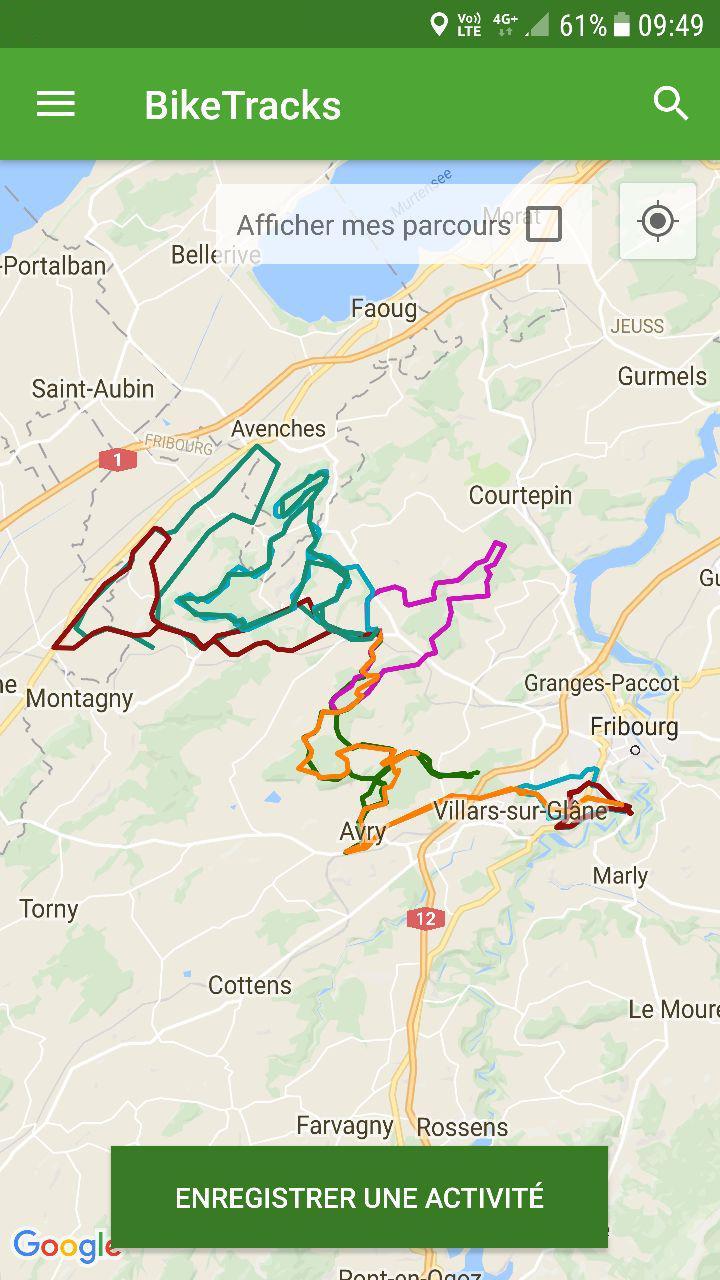 Vo)) LTE 4G+ 61% 09:49
BikeTracks
Murtensee
Afficher mes parcours
Morat
-Portalban
Bellerive
Faoug
JEUSS
Gurmels
Saint-Aubin
Avenches
FRIBOURG
1
Courtepin
Gu
Granges-Paccot
ne
Montagny
Fribourg
Villars-sur-Glâne
Avry
Marly
Torny
12
Cottens
Le Moure
Farvagny
Rossens
ENREGISTRER UNE ACTIVITÉ
Google
Pont-en-Ogoz